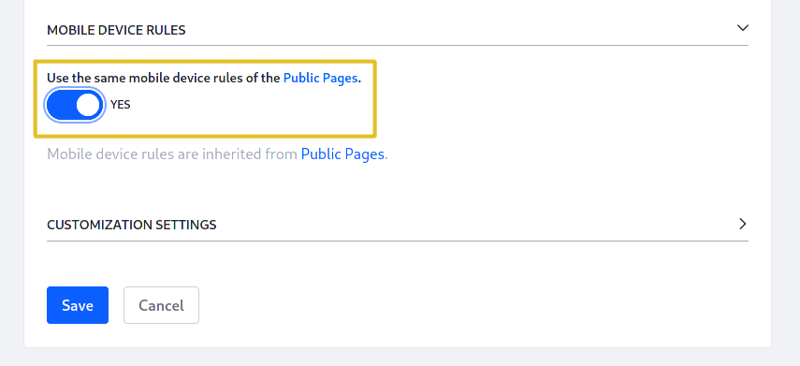 MOBILE DEVICE RULES
Use the same mobile device rules of the Public Pages.
YES
Mobile device rules are inherited from Public Pages.
CUSTOMIZATION SETTINGS
Save Cancel